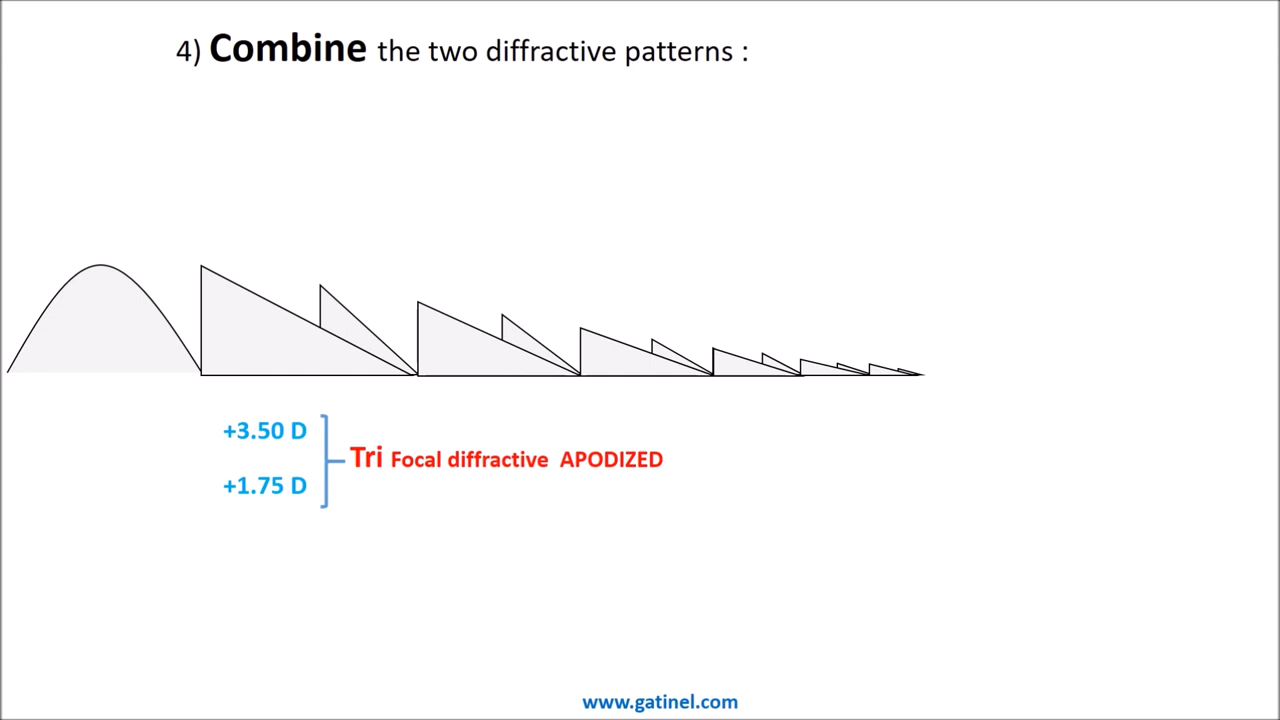 4) Combine the two diffractive patterns :
+3.50 D
Tri Focal diffractive APODIZED
+1.75 D
www.gatinel.com